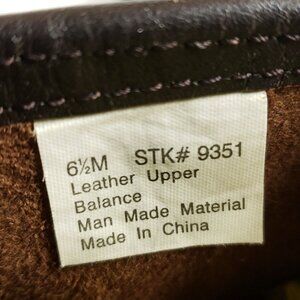 6½M STK# 9351
Leather Upper
Balance
Man Made Material
Made In China